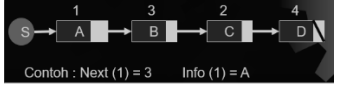 1 3 2 4
S A B C D
Contoh : Next (1) = 3 Info (1) = A